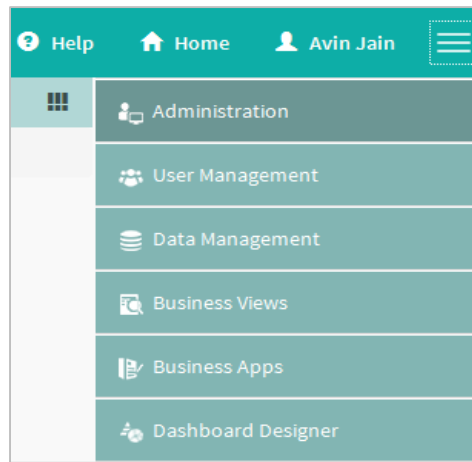 Help Home Avin Jain
Administration
User Management
Data Management
Business Views
Business Apps
Dashboard Designer